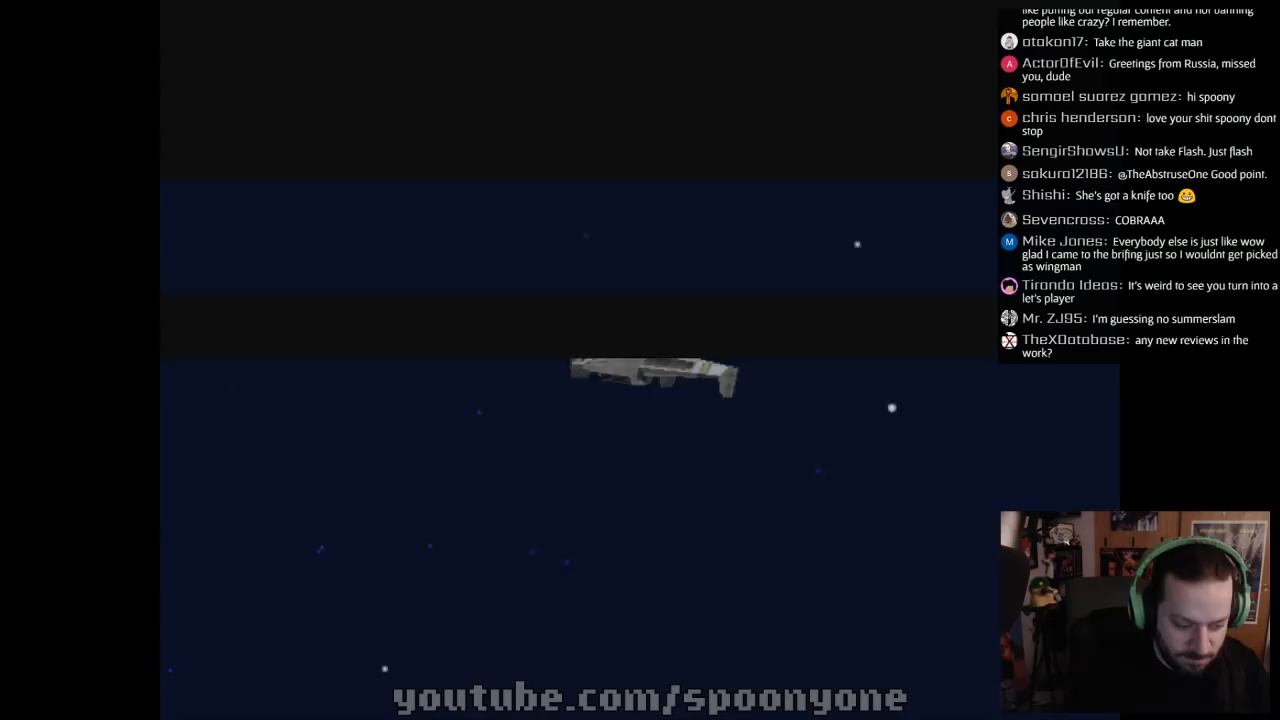 like putting out regular content and not banning
people like crazy? I remember.
otakon17: Take the giant cat man
A ActorOfEvil: Greetings from Russia, missed
you, dude
samael suarez gomez: hi spoony
c chris henderson: love your shit spoony dont
stop
SengirShowsU: Not take Flash. Just flash
s sakura12186: @TheAbstruseOne Good point.
Shishi: She's got a knife too
Sevencross: COBRAAA
M Mike Jones: Everybody else is just like wow
glad I came to the brifing just so I wouldnt get picked
as wingman
Tirando Ideas: It's weird to see you turn into a
let's player
Mr. ZJ95: I'm guessing no summerslam
TheXDatabase: any new reviews in the
work?
youtube.com/spoonyone